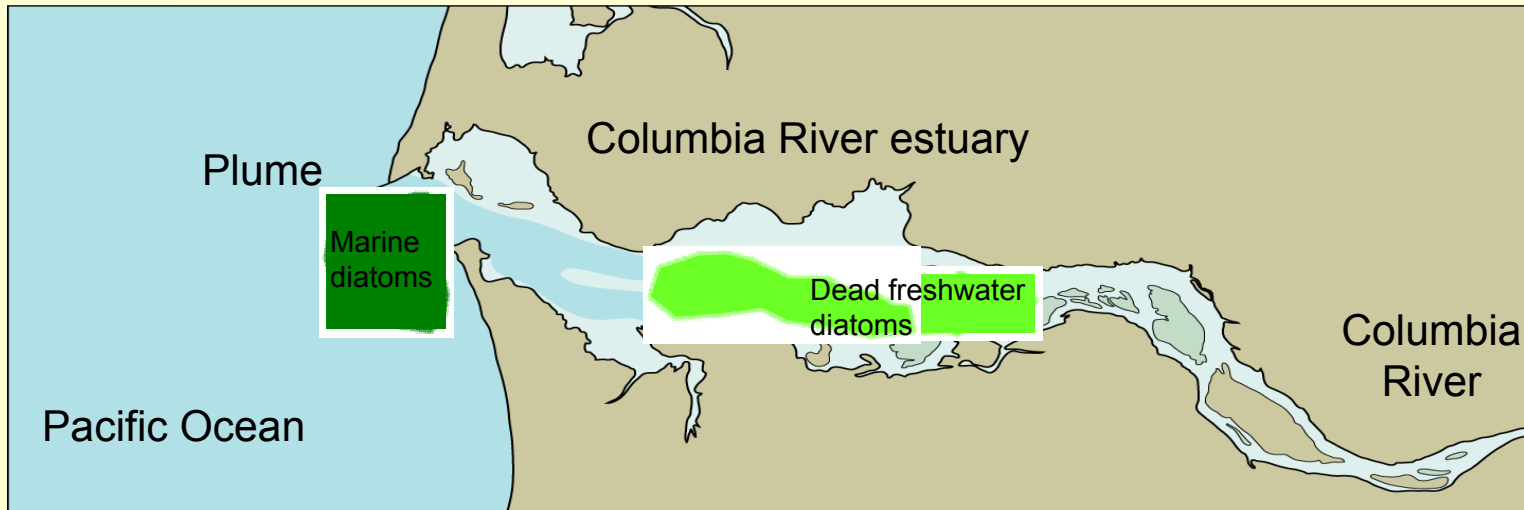 Columbia River estuary
Plume
Marine
diatoms
Dead freshwater
diatoms
Columbia
River
Pacific Ocean